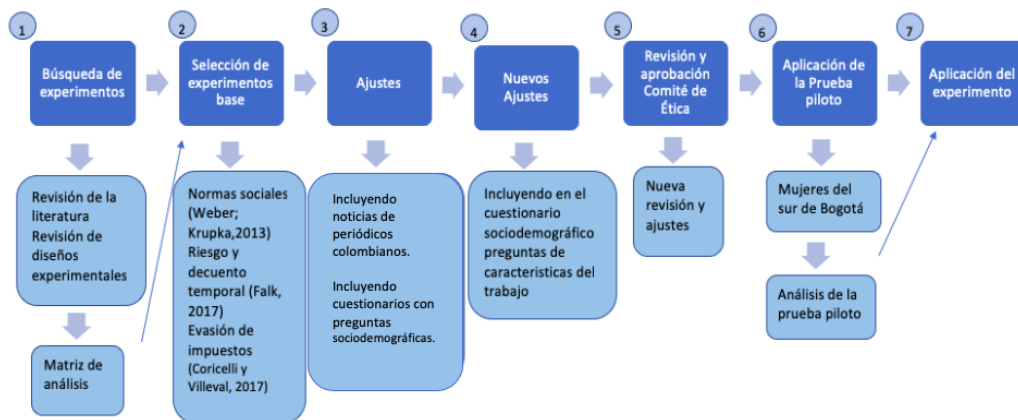 1
Búsqueda de
experimentos
Revisión de la
literatura
Revisión de
diseños
experimentales
Matriz de
análisis
2
Selección de
experimentos
base
Normas sociales
(Weber;
Krupka,2013)
Riesgo y
decuento
temporal (Falk,
2017)
Evasión de
impuestos
(Coricelli y
Villeval, 2017)
3
Ajustes
Incluyendo
noticias de
periódicos
colombianos.
Incluyendo
cuestionarios con
preguntas
sociodemográficas.
4
Nuevos
Ajustes
Incluyendo en el
cuestionario
sociodemográfico
preguntas de
caracteristicas del
trabajo
5
Revisión y
aprobación
Comité de
Ética
Nueva
revisión y
ajustes
6
Aplicación de
la Prueba
piloto
Mujeres del
sur de Bogotá
Análisis de la
prueba piloto
7
Aplicación del
experimento